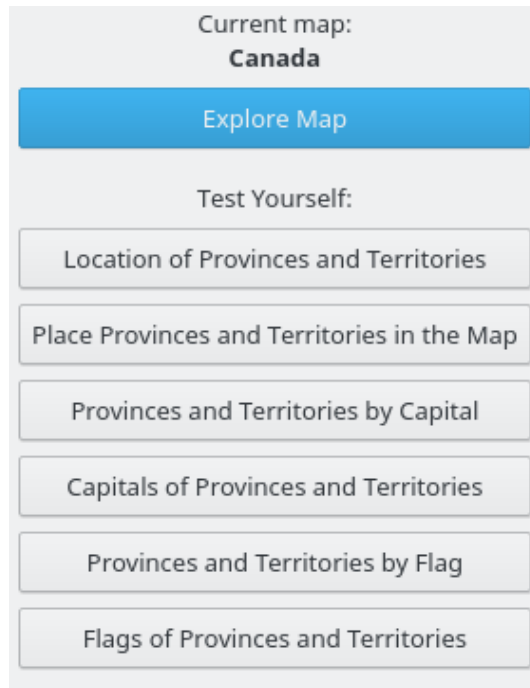 Current map:
Canada
Explore Map
Test Yourself:
Location of Provinces and Territories
Place Provinces and Territories in the Map
Provinces and Territories by Capital
Capitals of Provinces and Territories
Provinces and Territories by Flag
Flags of Provinces and Territories